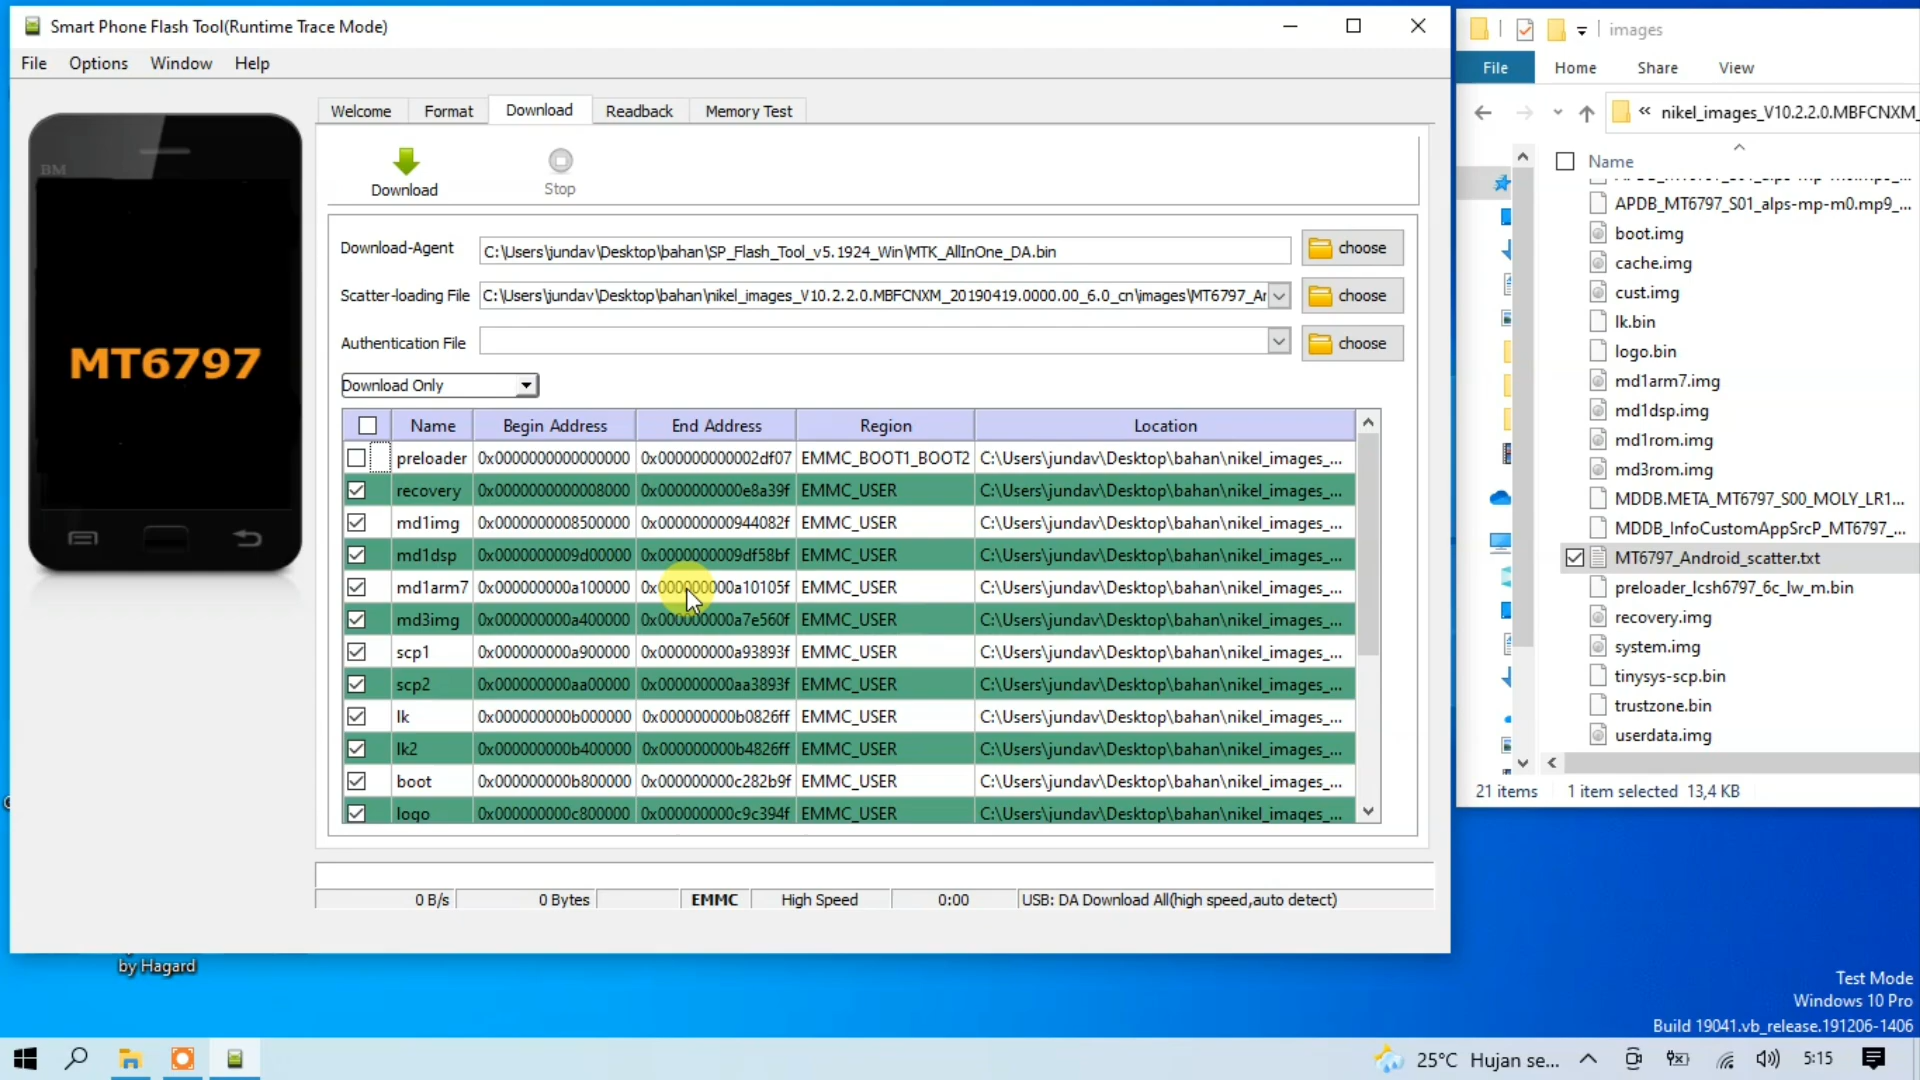 Smart Phone Flash Tool(Runtime Trace Mode)
File Options Window Help
BM
MT6797
Welcome Format Download Readback Memory Test
Download Stop
Download-Agent C:\Users\jundav\Desktop\bahan\SP_Flash_Tool_v5.1924_Win\MTK_AllInOne_DA.bin choose
Scatter-loading File C:\Users\jundav\Desktop\bahan\nikel_images_V10.2.2.0.MBFCNXM_20190419.0000.00_6.0_cn\images\MT6797_Ar choose
Authentication File choose
Download Only
Name Begin Address End Address Region Location
preloader 0x0000000000000000 0x000000000002df07 EMMC_BOOT1_BOOT2 C:\Users\jundav\Desktop\bahan\nikel_images_...
recovery 0x0000000000008000 0x0000000000e8a39f EMMC_USER C:\Users\jundav\Desktop\bahan\nikel_images_...
md1img 0x0000000008500000 0x000000000944082f EMMC_USER C:\Users\jundav\Desktop\bahan\nikel_images_...
md1dsp 0x0000000009d00000 0x0000000009df58bf EMMC_USER C:\Users\jundav\Desktop\bahan\nikel_images_...
md1arm7 0x000000000a100000 0x000000000a10105f EMMC_USER C:\Users\jundav\Desktop\bahan\nikel_images_...
md3img 0x000000000a400000 0x000000000a7e560f EMMC_USER C:\Users\jundav\Desktop\bahan\nikel_images_...
scp1 0x000000000a900000 0x000000000a93893f EMMC_USER C:\Users\jundav\Desktop\bahan\nikel_images_...
scp2 0x000000000aa00000 0x000000000aa3893f EMMC_USER C:\Users\jundav\Desktop\bahan\nikel_images_...
lk 0x000000000b000000 0x000000000b0826ff EMMC_USER C:\Users\jundav\Desktop\bahan\nikel_images_...
lk2 0x000000000b400000 0x000000000b4826ff EMMC_USER C:\Users\jundav\Desktop\bahan\nikel_images_...
boot 0x000000000b800000 0x000000000c282b9f EMMC_USER C:\Users\jundav\Desktop\bahan\nikel_images_...
logo 0x000000000c800000 0x000000000c9c394f EMMC_USER C:\Users\jundav\Desktop\bahan\nikel_images_...
0 B/s 0 Bytes EMMC High Speed 0:00 USB: DA Download All(high speed,auto detect)
images
File Home Share View
« nikel_images_V10.2.2.0.MBFCNXM_
Name
APDB_MT6797_S01_alps-mp-m0.mp9_...
boot.img
cache.img
cust.img
lk.bin
logo.bin
md1arm7.img
md1dsp.img
md1rom.img
md3rom.img
MDDB.META_MT6797_S00_MOLY_LR1...
MDDB_InfoCustomAppSrcP_MT6797_...
MT6797_Android_scatter.txt
preloader_lcsh6797_6c_lw_m.bin
recovery.img
system.img
tinysys-scp.bin
trustzone.bin
userdata.img
21 items 1 item selected 13,4 KB
by Hagard
Test Mode
Windows 10 Pro
Build 19041.vb_release.191206-1406
25°C Hujan se... 5:15